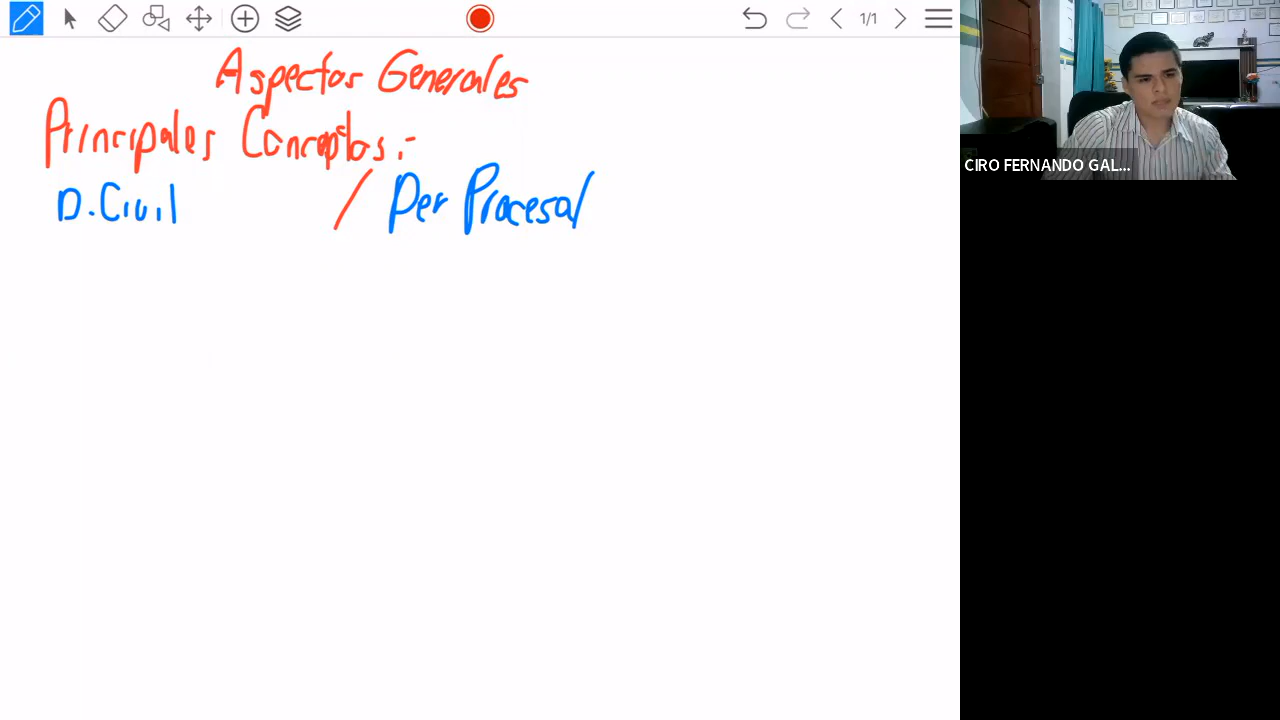 1/1
Aspectos Generales
Principales Conceptos :-
D. Civil / Der Procesal
CIRO FERNANDO GAL...